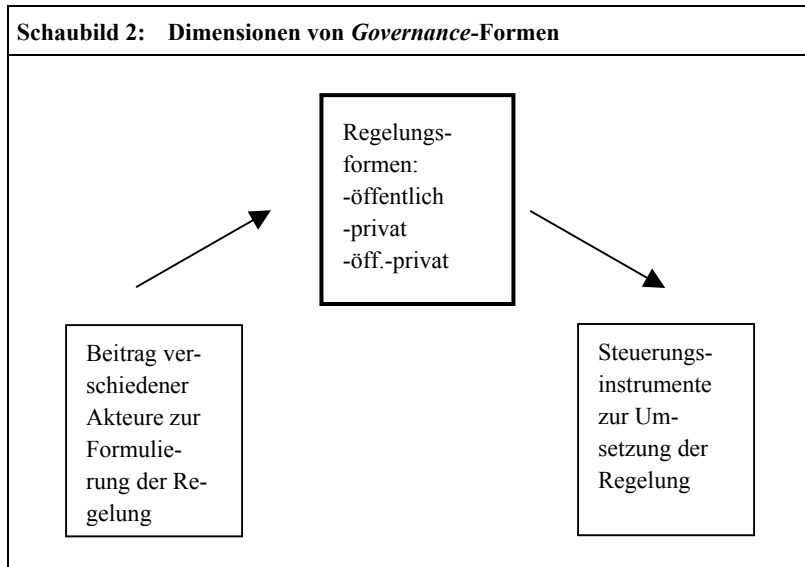 Schaubild 2: Dimensionen von Governance-Formen
Regelungs-
formen:
-öffentlich
-privat
-öff.-privat
Beitrag ver-
schiedener
Akteure zur
Formulie-
rung der Re-
gelung
Steuerungs-
instrumente
zur Um-
setzung der
Regelung